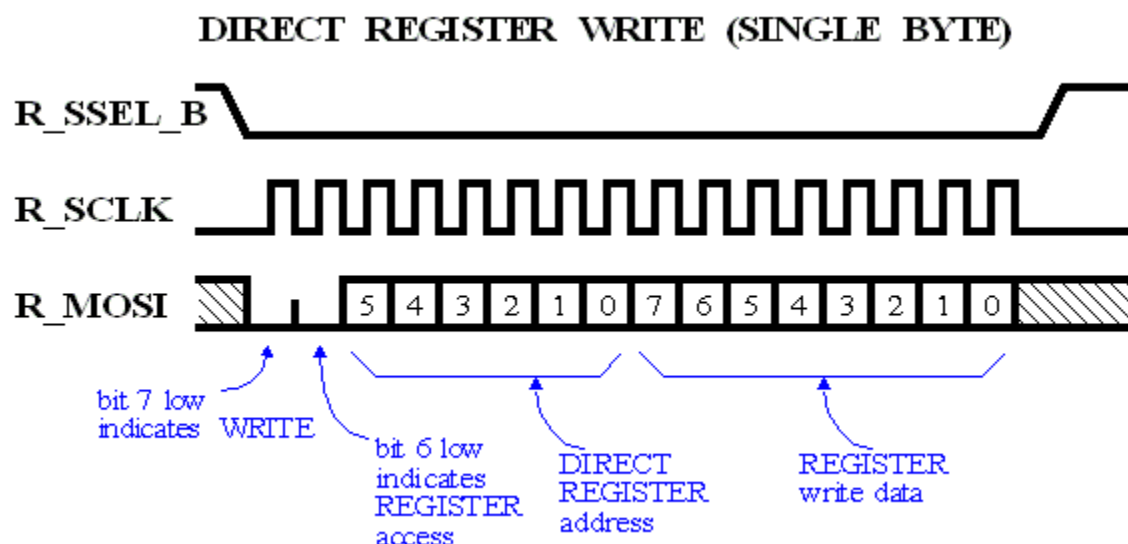 DIRECT REGISTER WRITE (SINGLE BYTE)
R_SSEL_B
R_SCLK
R_MOSI
5 4 3 2 1 0 7 6 5 4 3 2 1 0
bit 7 low
indicates WRITE
bit 6 low
indicates
REGISTER
access
DIRECT
REGISTER
address
REGISTER
write data